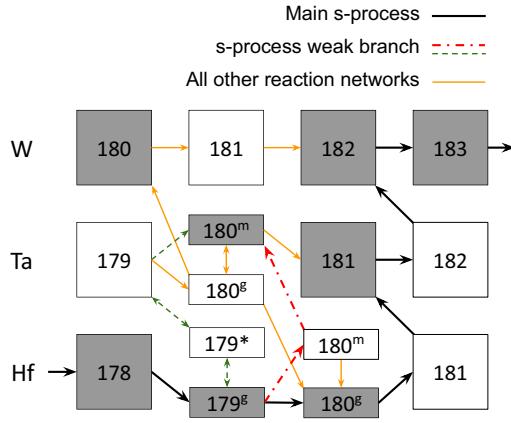 Main s-process
s-process weak branch
All other reaction networks
W 180 181 182 183
Ta 179 180ᵐ 181 182
180ᵍ
179* 180ᵐ
Hf 178 179ᵍ 180ᵍ 181